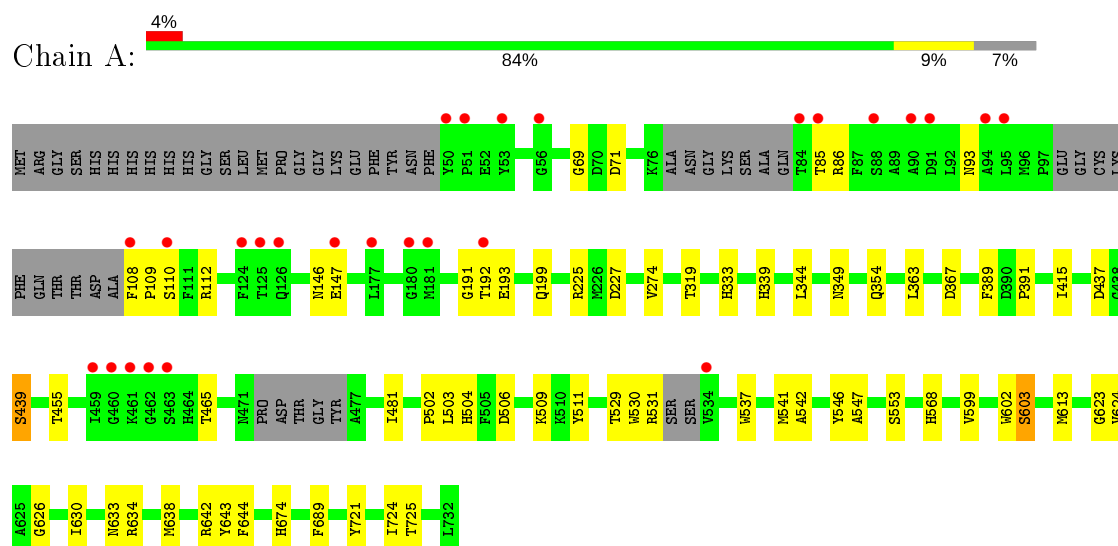 4%
Chain A:
84% 9% 7%
MET ARG GLY SER HIS HIS HIS HIS HIS HIS GLY SER LEU MET PRO GLY GLY LYS GLU PHE TYR ASN PHE Y50 P51 E52 Y53 G56 G69 D70 D71 K76 ALA ASN GLY LYS SER ALA GLN T84 T85 R86 F87 S88 A89 A90 D91 L92 N93 A94 L95 M96 P97 GLU GLY CYS LYS
PHE GLN THR THR ASP ALA F108 P109 S110 F111 R112 F124 T125 Q126 N146 E147 L177 G180 M181 G191 T192 E193 Q199 R225 M226 D227 V274 T319 H333 H339 L344 N349 Q354 L363 D367 F389 D390 P391 I415 D437 G438
S439 T455 I459 G460 K461 G462 S463 H464 T465 N471 PRO ASP THR GLY TYR A477 I481 P502 L503 H504 F505 D506 K509 K510 Y511 T529 W530 R531 SER SER V534 W537 M541 A542 Y546 A547 S553 H568 V599 W602 S603 M613 G623 V624
A625 G626 I630 N633 R634 M638 R642 Y643 F644 H674 F689 Y721 I724 T725 L732